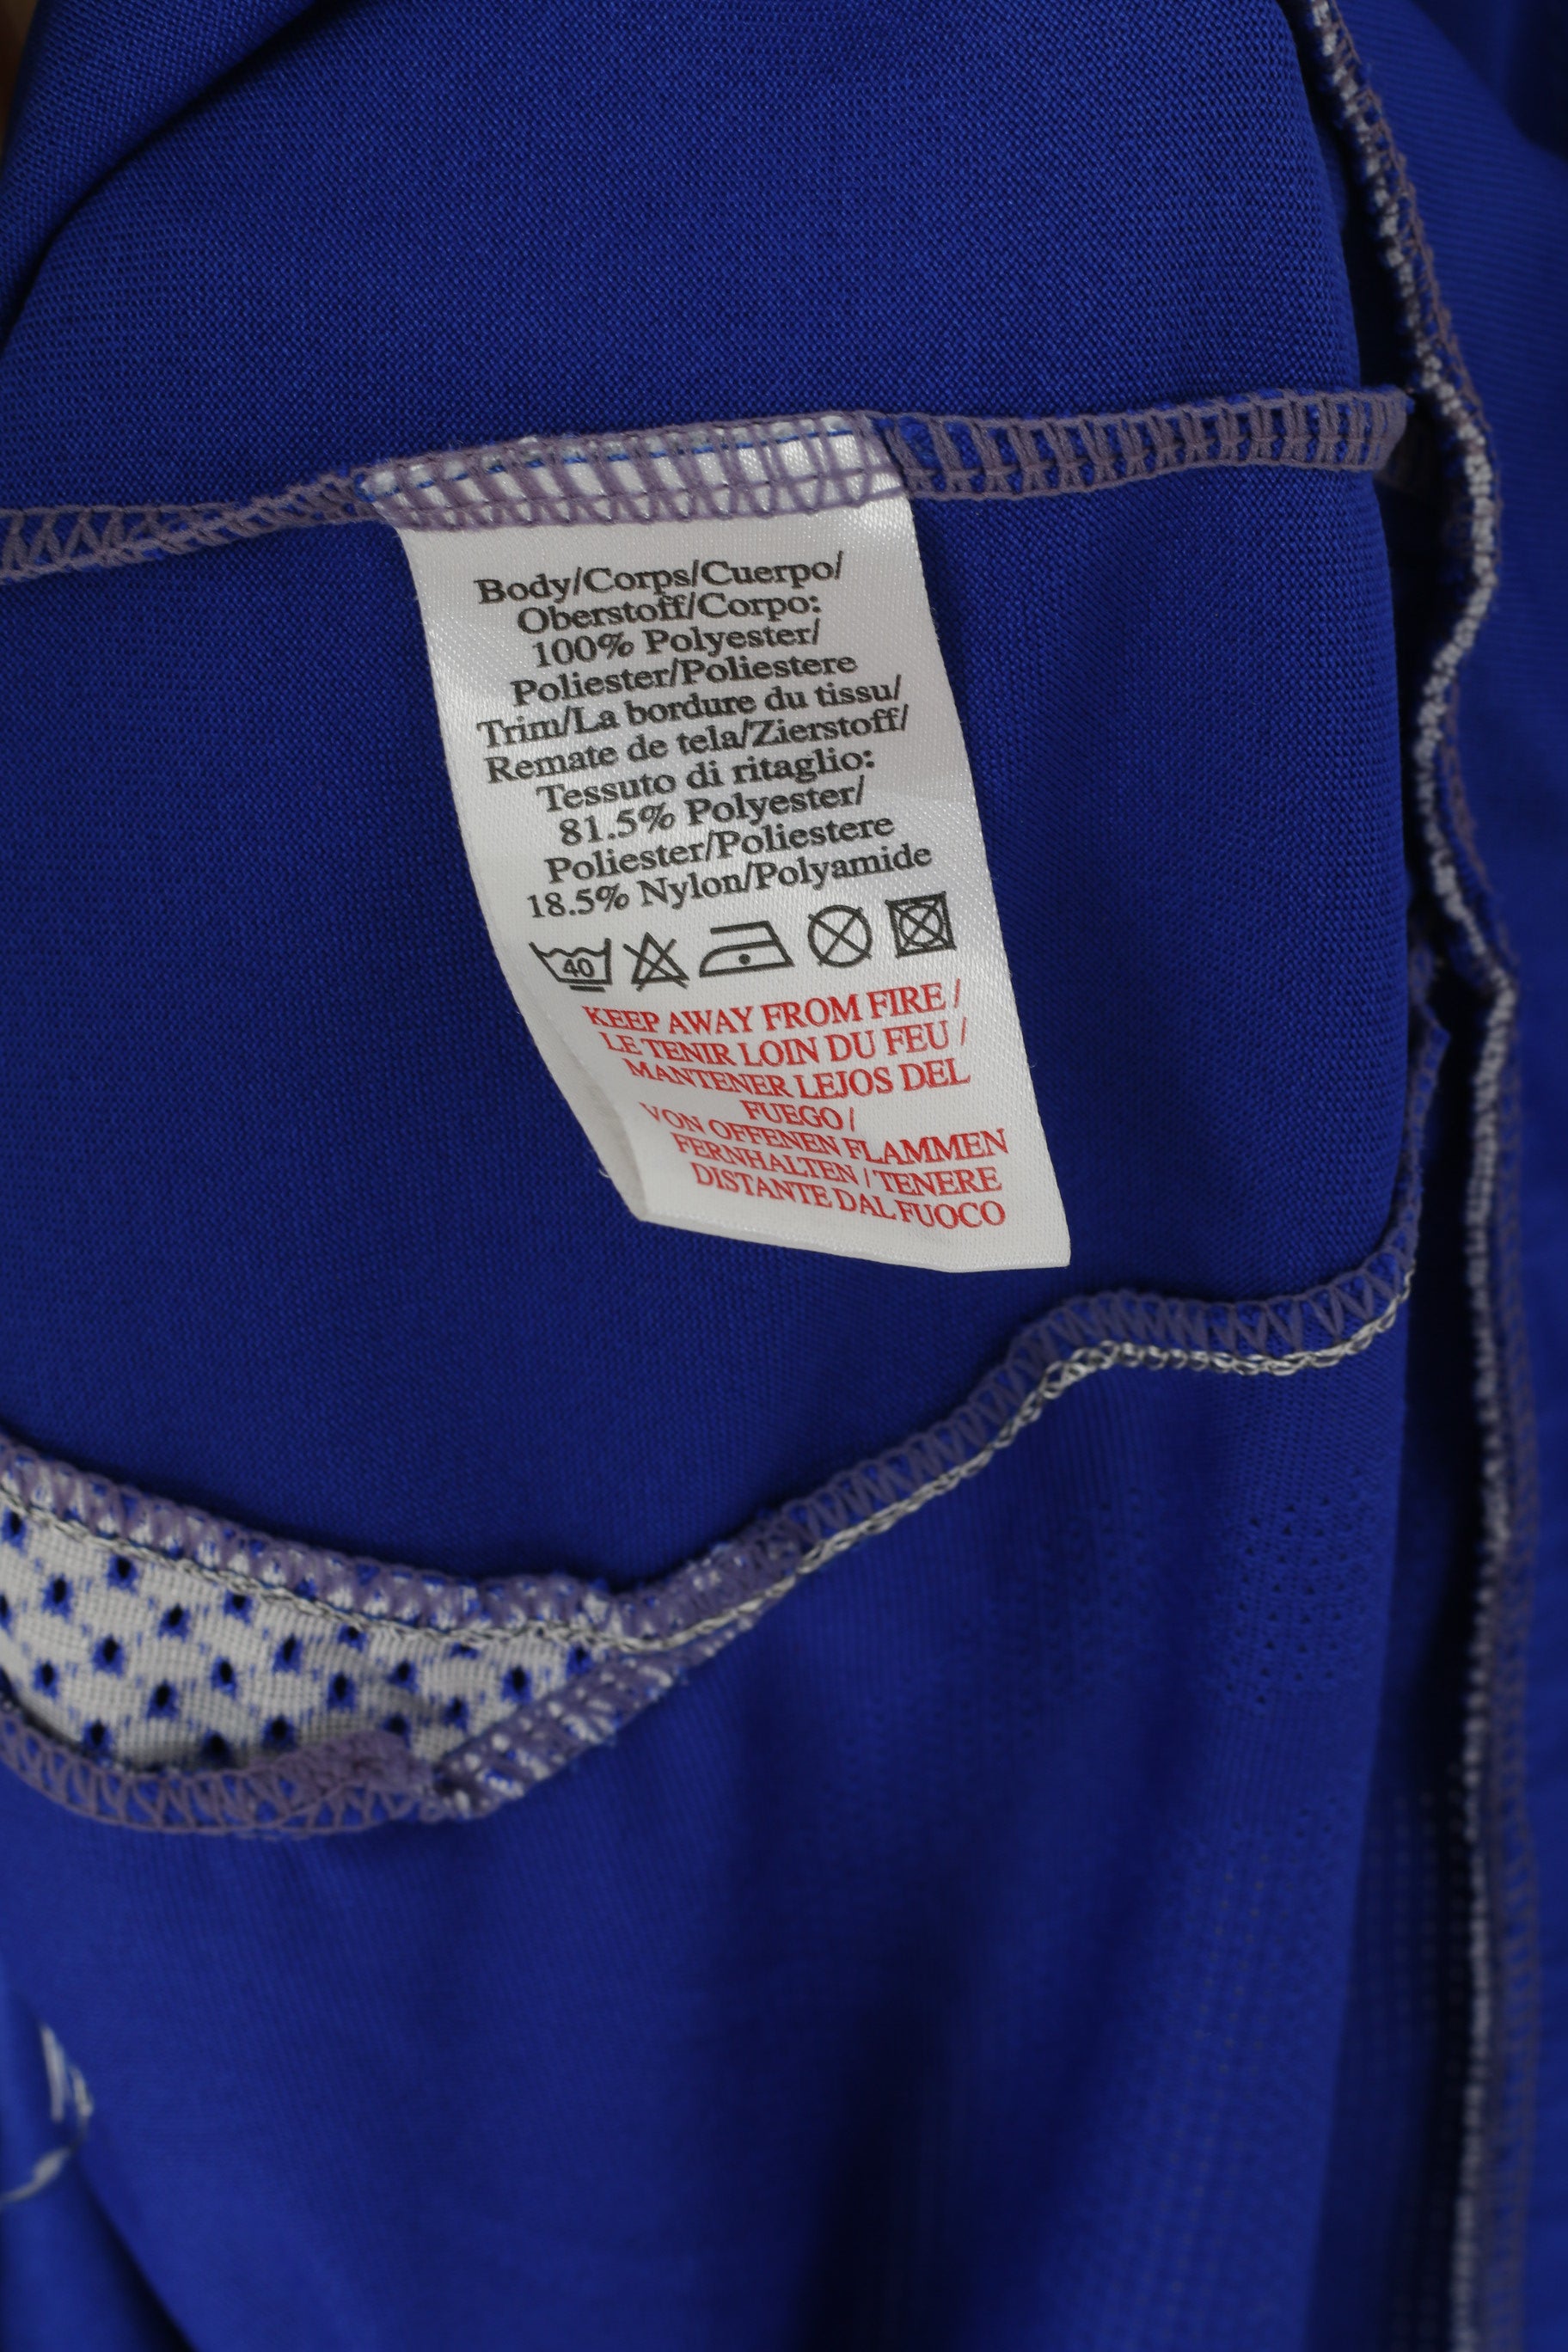 Body/Corps/Cuerpo/
Oberstoff/Corpo:
100% Polyester/
Poliester/Poliestere
Trim/La bordure du tissu/
Remate de tela/Zierstoff/
Tessuto di ritaglio:
81.5% Polyester/
Poliester/Poliestere
18.5% Nylon/Polyamide
40
KEEP AWAY FROM FIRE /
LE TENIR LOIN DU FEU /
MANTENER LEJOS DEL
FUEGO /
VON OFFENEN FLAMMEN
FERNHALTEN / TENERE
DISTANTE DAL FUOCO